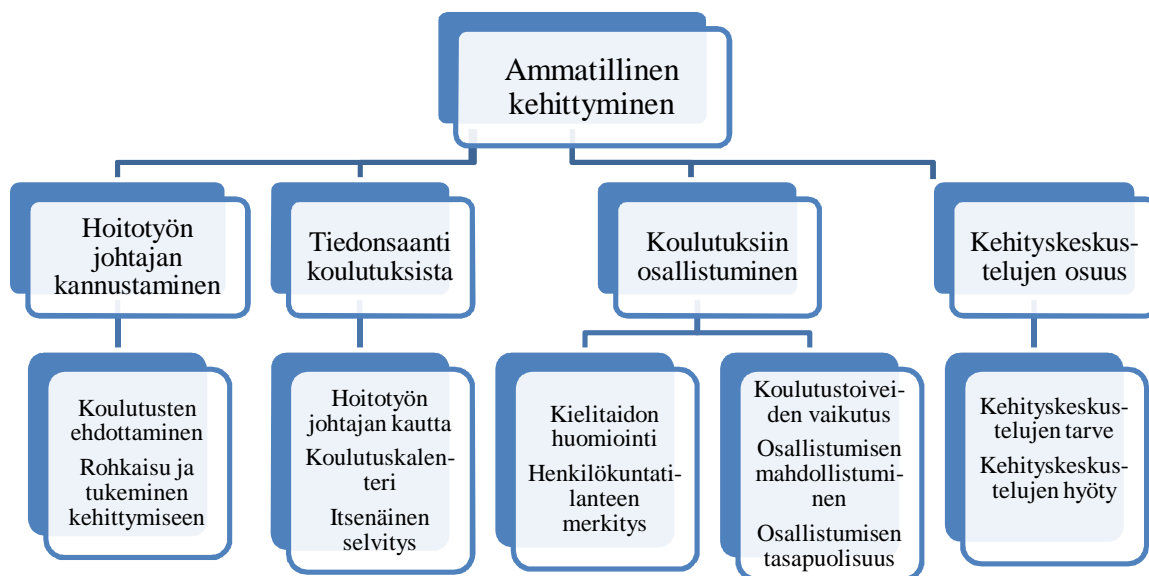 Ammatillinen
kehittyminen
Hoitotyön
johtajan
kannustaminen
Tiedonsaanti
koulutuksista
Koulutuksiin
osallistuminen
Kehityskeskus-
telujen osuus
Koulutusten
ehdottaminen
Rohkaisu ja
tukeminen
kehittymiseen
Hoitotyön
johtajan kautta
Koulutuskalen-
teri
Itsenäinen
selvitys
Kielitaidon
huomiointi
Henkilökuntati-
lanteen
merkitys
Koulutustoivei-
den vaikutus
Osallistumisen
mahdollistumi-
nen
Osallistumisen
tasapuolisuus
Kehityskeskus-
telujen tarve
Kehityskeskus-
telujen hyöty